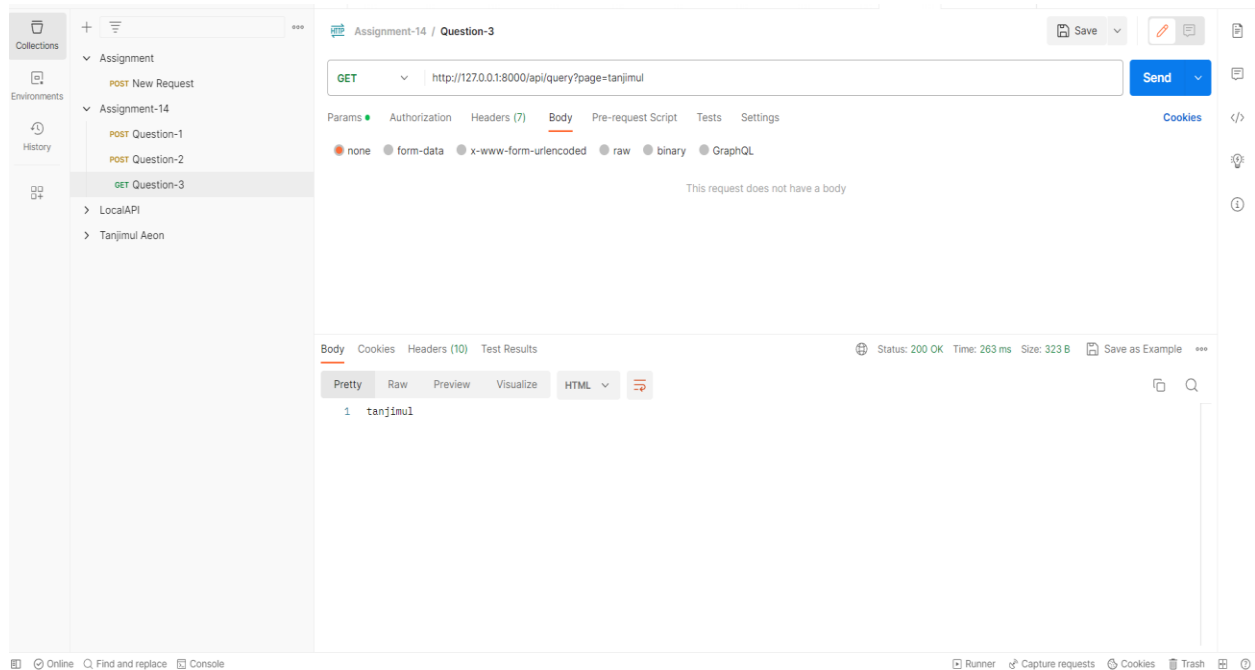 Collections
Environments
History
Assignment
POST New Request
Assignment-14
POST Question-1
POST Question-2
GET Question-3
LocalAPI
Tanjimul Aeon
HTTP Assignment-14 / Question-3
Save
GET http://127.0.0.1:8000/api/query?page=tanjimul
Send
Params Authorization Headers (7) Body Pre-request Script Tests Settings Cookies
none form-data x-www-form-urlencoded raw binary GraphQL
This request does not have a body
Body Cookies Headers (10) Test Results Status: 200 OK Time: 263 ms Size: 323 B Save as Example
Pretty Raw Preview Visualize HTML
1 tanjimul
Online Find and replace Console Runner Capture requests Cookies Trash